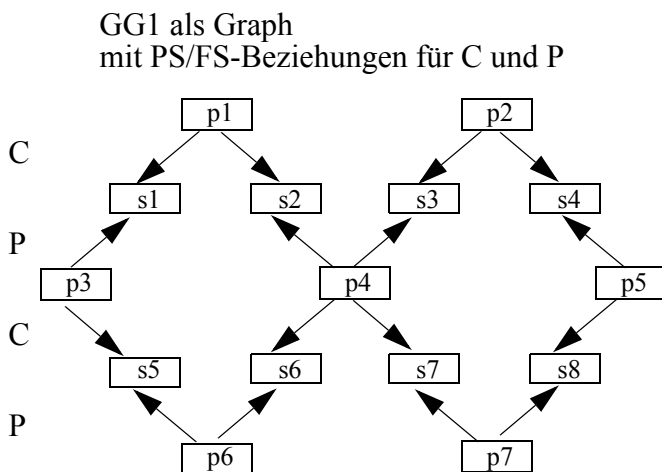 GG1 als Graph
mit PS/FS-Beziehungen für C und P
p1 p2
C
s1 s2 s3 s4
P
p3 p4 p5
C
s5 s6 s7 s8
P
p6 p7